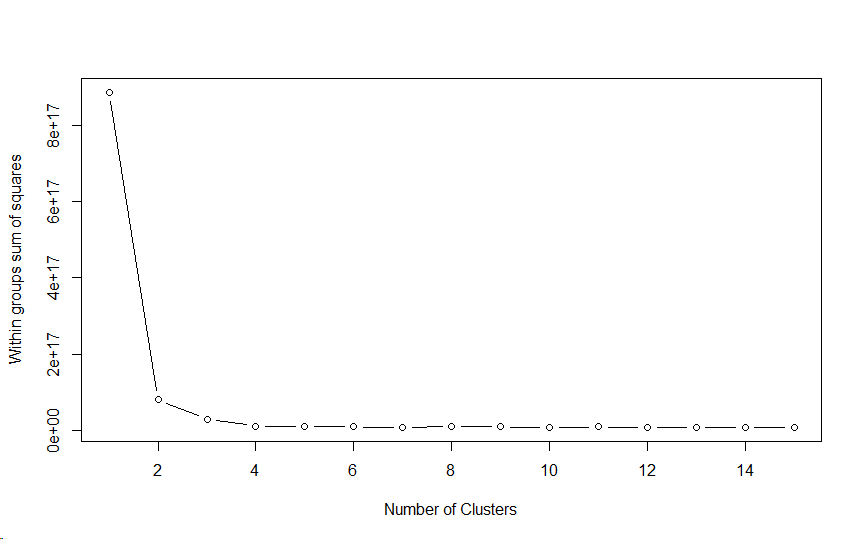 Within groups sum of squares
8e+17
6e+17
4e+17
2e+17
0e+00
2 4 6 8 10 12 14
Number of Clusters